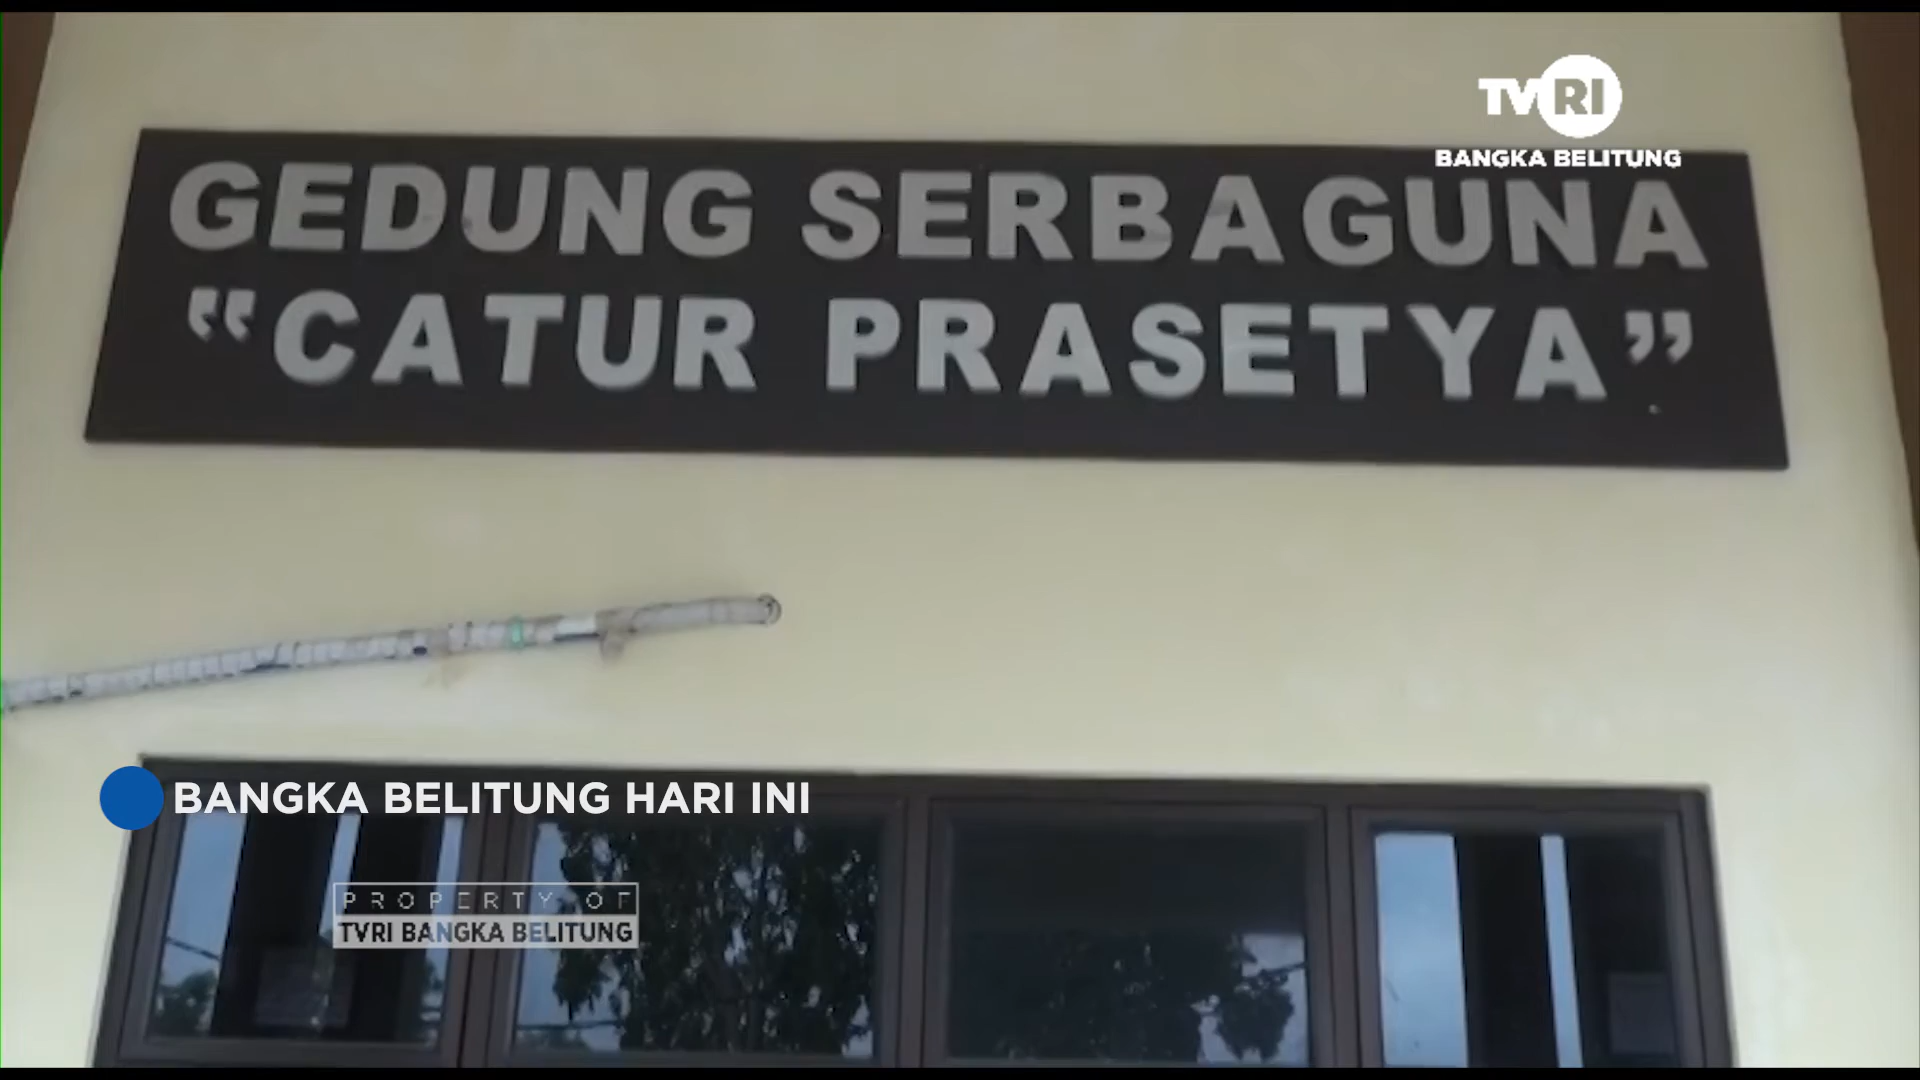 TVRI
BANGKA BELITUNG
GEDUNG SERBAGUNA
“CATUR PRASETYA”
BANGKA BELITUNG HARI INI
PROPERTY OF
TVRI BANGKA BELITUNG